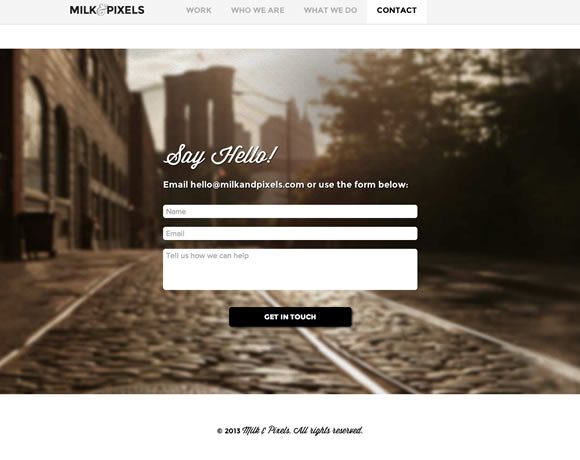 MILK & PIXELS WORK WHO WE ARE WHAT WE DO CONTACT
Say Hello!
Email hello@milkandpixels.com or use the form below:
Name
Email
Tell us how we can help
GET IN TOUCH
© 2013 Milk & Pixels. All rights reserved.